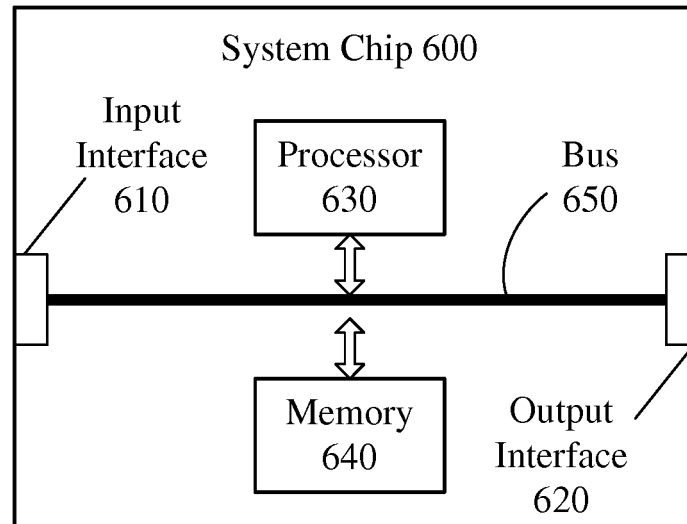 System Chip 600
Input
Interface
610
Processor
630
Bus
650
Memory
640
Output
Interface
620